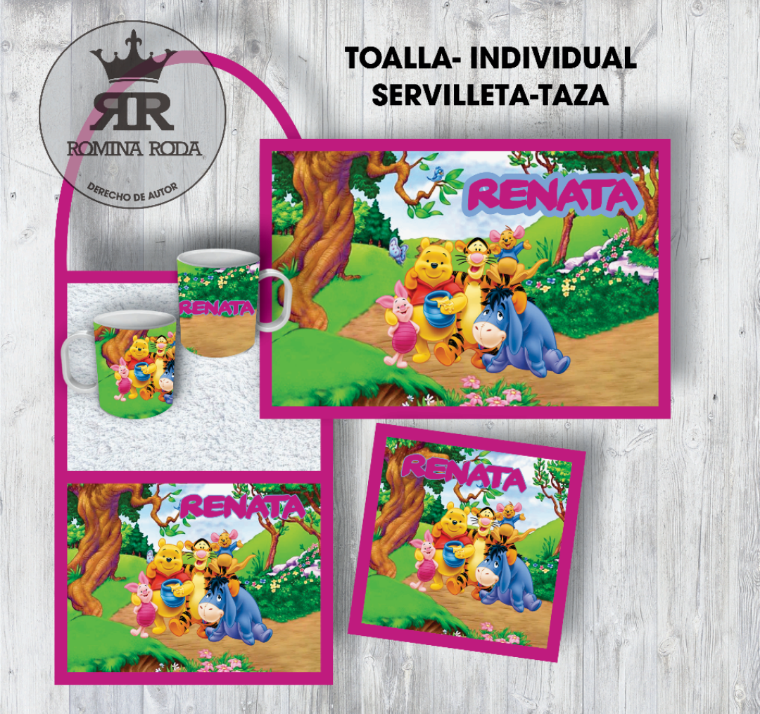 TOALLA- INDIVIDUAL
SERVILLETA-TAZA
RR
ROMINA RODA
DERECHO DE AUTOR
RENATA
RENATA
RENATA
RENATA